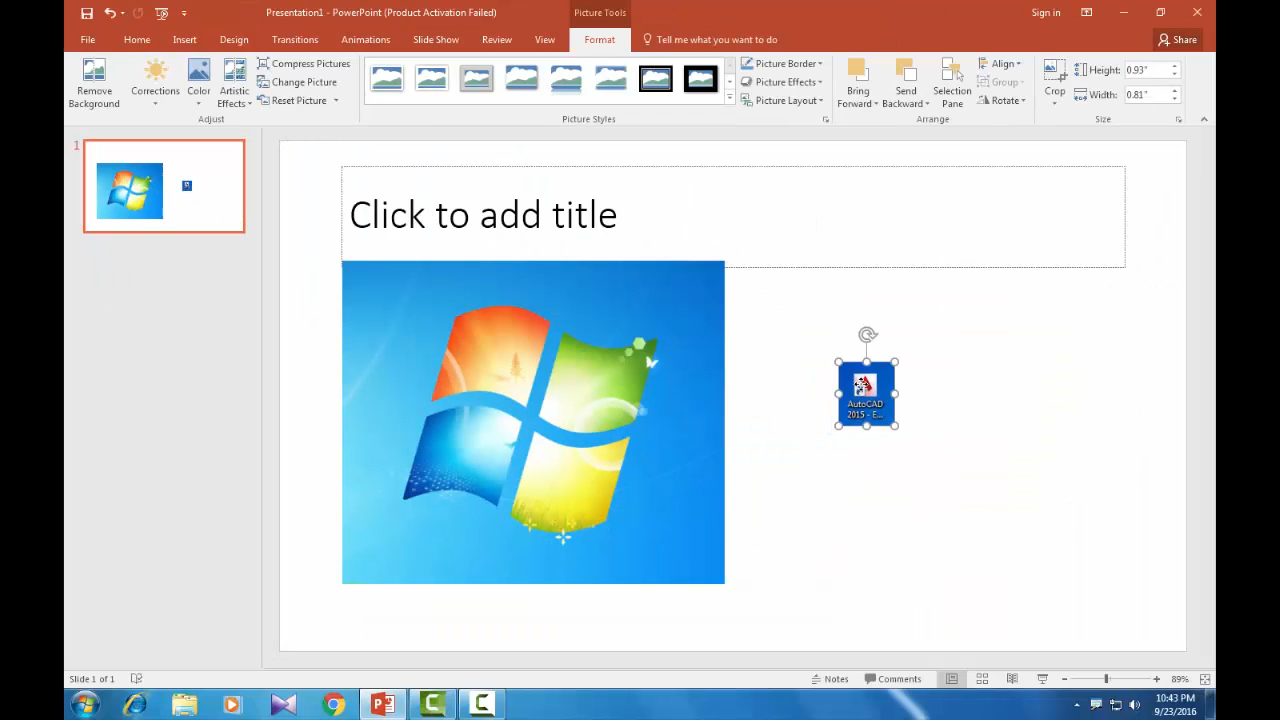 Presentation1 - PowerPoint (Product Activation Failed)
Picture Tools
Sign in
File
Home
Insert
Design
Transitions
Animations
Slide Show
Review
View
Format
Tell me what you want to do
Share
Remove Background
Corrections
Color
Artistic Effects
Compress Pictures
Change Picture
Reset Picture
Adjust
Picture Styles
Picture Border
Picture Effects
Picture Layout
Bring Forward
Send Backward
Selection Pane
Align
Group
Rotate
Arrange
Crop
Height: 0.93"
Width: 0.81"
Size
1
Click to add title
AutoCAD
2015 - E...
Slide 1 of 1
Notes
Comments
89%
10:43 PM
9/23/2016